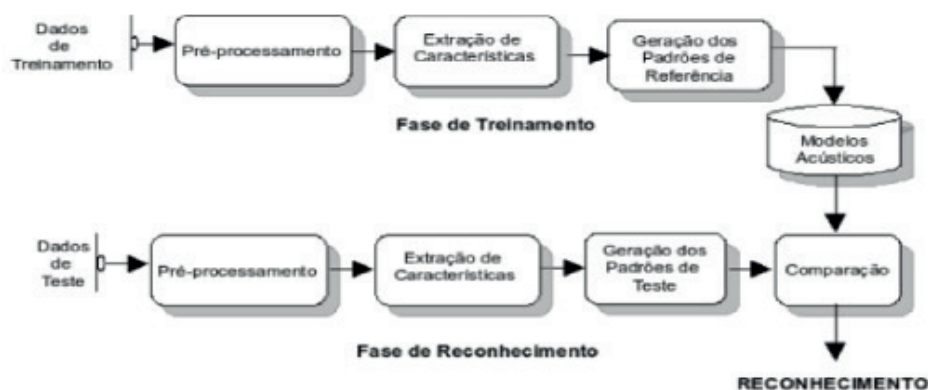 Dados
de
Treinamento
Pré-processamento
Extração de
Características
Geração dos
Padrões de
Referência
Fase de Treinamento
Modelos
Acústicos
Dados
de
Teste
Pré-processamento
Extração de
Características
Geração dos
Padrões de
Teste
Comparação
Fase de Reconhecimento
RECONHECIMENTO